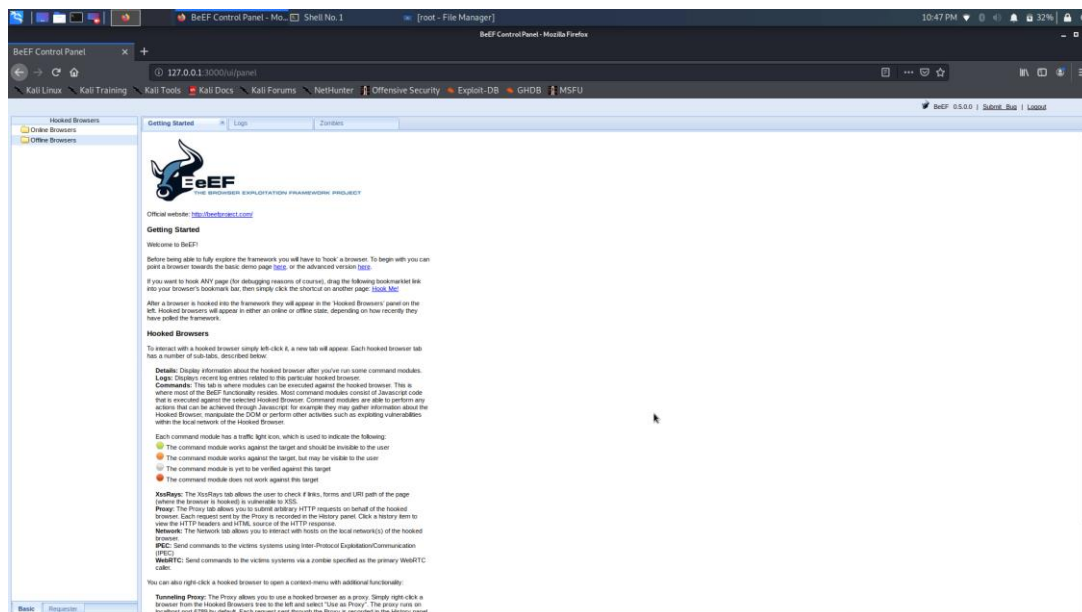 BeEF Control Panel - Mo...
Shell No. 1
[root - File Manager]
10:47 PM
32%
BeEF Control Panel - Mozilla Firefox
BeEF Control Panel
127.0.0.1:3000/ui/panel
Kali Linux Kali Training Kali Tools Kali Docs Kali Forums NetHunter Offensive Security Exploit-DB GHDB MSFU
BeEF 0.5.0.0 | Submit Bug | Logout
Hooked Browsers
Online Browsers
Offline Browsers
Getting Started Logs Zombies
BeEF
THE BROWSER EXPLOITATION FRAMEWORK PROJECT
Official website: http://beefproject.com/
Getting Started
Welcome to BeEF!
Before being able to fully explore the framework you will have to 'hook' a browser. To begin with you can
point a browser towards the basic demo page here, or the advanced version here.
If you want to hook ANY page (for debugging reasons of course), drag the following bookmarklet link
into your browser's bookmark bar, then simply click the shortcut on another page: Hook Me!
After a browser is hooked into the framework they will appear in the 'Hooked Browsers' panel on the
left. Hooked browsers will appear in either an online or offline state, depending on how recently they
have polled the framework.
Hooked Browsers
To interact with a hooked browser simply left-click it, a new tab will appear. Each hooked browser tab
has a number of sub-tabs, described below:
Details: Display information about the hooked browser after you've run some command modules.
Logs: Displays recent log entries related to this particular hooked browser.
Commands: This tab is where modules can be executed against the hooked browser. This is
where most of the BeEF functionality resides. Most command modules consist of Javascript code
that is executed against the selected Hooked Browser. Command modules are able to perform any
actions that can be achieved through Javascript: for example they may gather information about the
Hooked Browser, manipulate the DOM or perform other activities such as exploiting vulnerabilities
within the local network of the Hooked Browser.
Each command module has a traffic light icon, which is used to indicate the following:
The command module works against the target and should be invisible to the user
The command module works against the target, but may be visible to the user
The command module is yet to be verified against this target
The command module does not work against this target
XssRays: The XssRays tab allows the user to check if links, forms and URI path of the page
(where the browser is hooked) is vulnerable to XSS.
Proxy: The Proxy tab allows you to submit arbitrary HTTP requests on behalf of the hooked
browser. Each request sent by the Proxy is recorded in the History panel. Click a history item to
view the HTTP headers and HTML source of the HTTP response.
Network: The Network tab allows you to interact with hosts on the local network(s) of the hooked
browser.
IPEC: Send commands to the victims systems using Inter-Protocol Exploitation/Communication
(IPEC)
WebRTC: Send commands to the victims systems via a zombie specified as the primary WebRTC
caller.
You can also right-click a hooked browser to open a context-menu with additional functionality:
Tunneling Proxy: The Proxy allows you to use a hooked browser as a proxy. Simply right-click a
browser from the Hooked Browsers tree to the left and select "Use as Proxy". The proxy runs on
localhost port 6789 by default. Each request sent through the Proxy is recorded in the History panel
Basic Requester